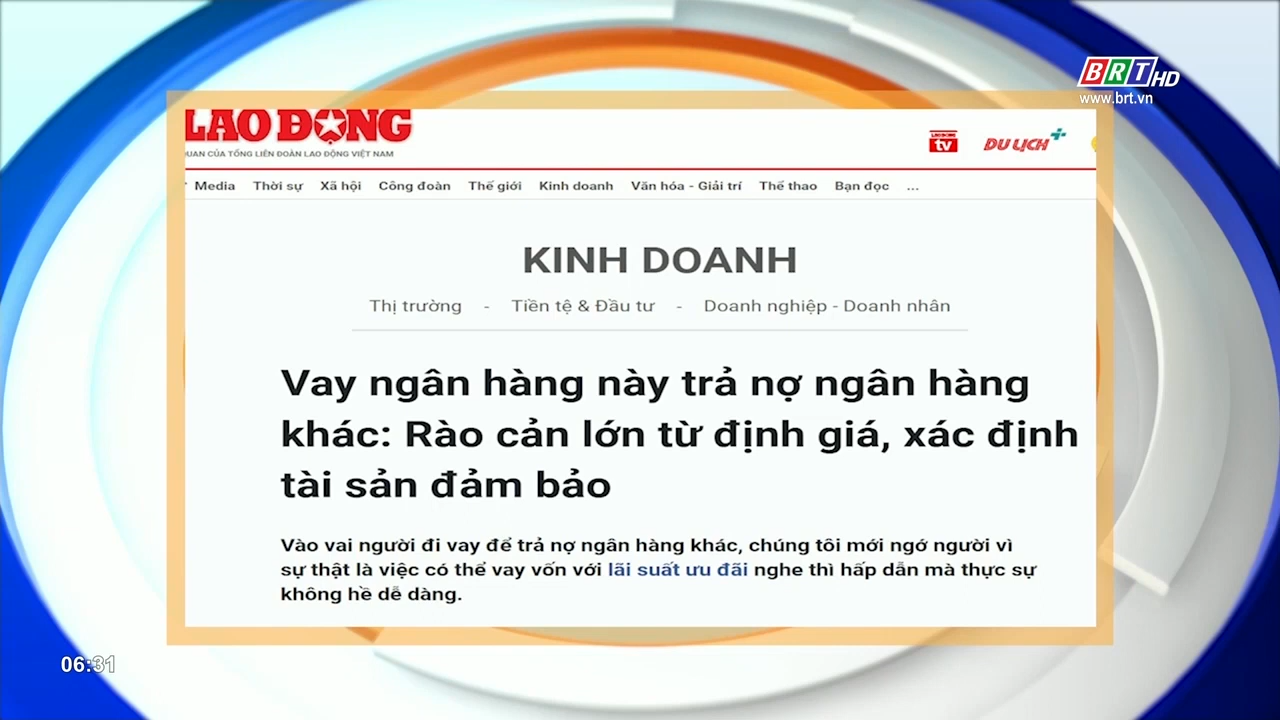 BRT HD
www.brt.vn
LAO ĐỘNG
QUAN CỦA TỔNG LIÊN ĐOÀN LAO ĐỘNG VIỆT NAM
LAO ĐỘNG tv DU LỊCH+
Media Thời sự Xã hội Công đoàn Thế giới Kinh doanh Văn hóa - Giải trí Thể thao Bạn đọc ...
KINH DOANH
Thị trường - Tiền tệ & Đầu tư - Doanh nghiệp - Doanh nhân
Vay ngân hàng này trả nợ ngân hàng
khác: Rào cản lớn từ định giá, xác định
tài sản đảm bảo
Vào vai người đi vay để trả nợ ngân hàng khác, chúng tôi mới ngớ người vì
sự thật là việc có thể vay vốn với lãi suất ưu đãi nghe thì hấp dẫn mà thực sự
không hề dễ dàng.
06:31